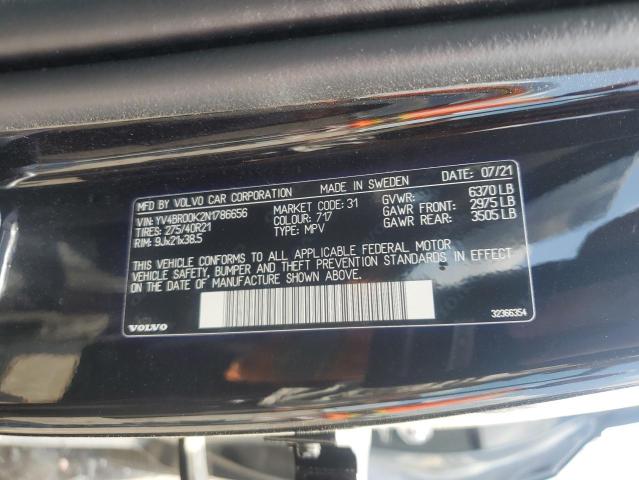 MFD BY VOLVO CAR CORPORATION MADE IN SWEDEN DATE: 07/21
VIN: YV4BR00K2N1786656 MARKET CODE: 31 GVWR: 6370 LB
TIRES: 275/40R21 COLOUR: 717 GAWR FRONT: 2975 LB
RIM: 9Jx21x38.5 TYPE: MPV GAWR REAR: 3505 LB
THIS VEHICLE CONFORMS TO ALL APPLICABLE FEDERAL MOTOR
VEHICLE SAFETY, BUMPER AND THEFT PREVENTION STANDARDS IN EFFECT
ON THE DATE OF MANUFACTURE SHOWN ABOVE.
VOLVO 32366354